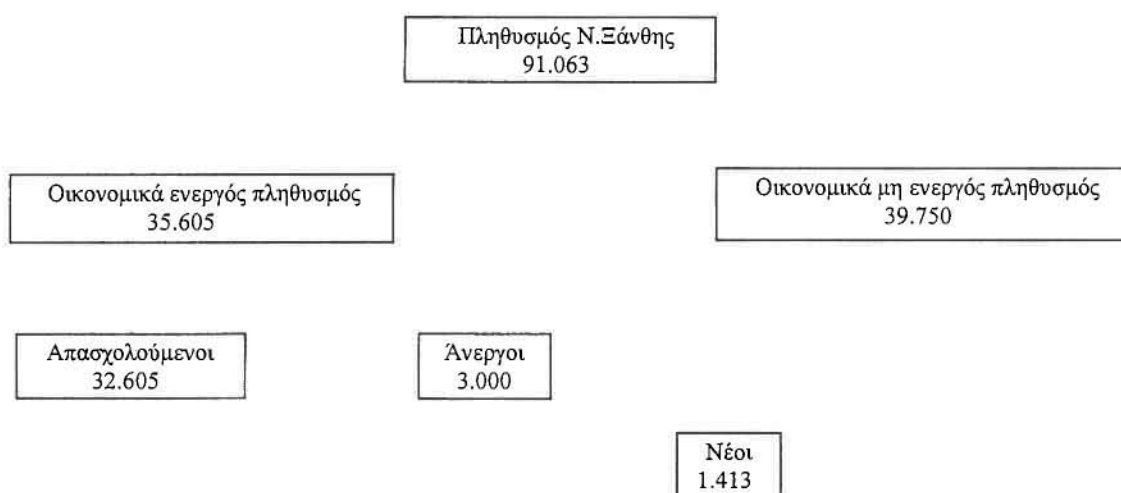 Πληθυσμός Ν.Ξάνθης
91.063
Οικονομικά ενεργός πληθυσμός
35.605
Οικονομικά μη ενεργός πληθυσμός
39.750
Απασχολούμενοι
32.605
Άνεργοι
3.000
Νέοι
1.413